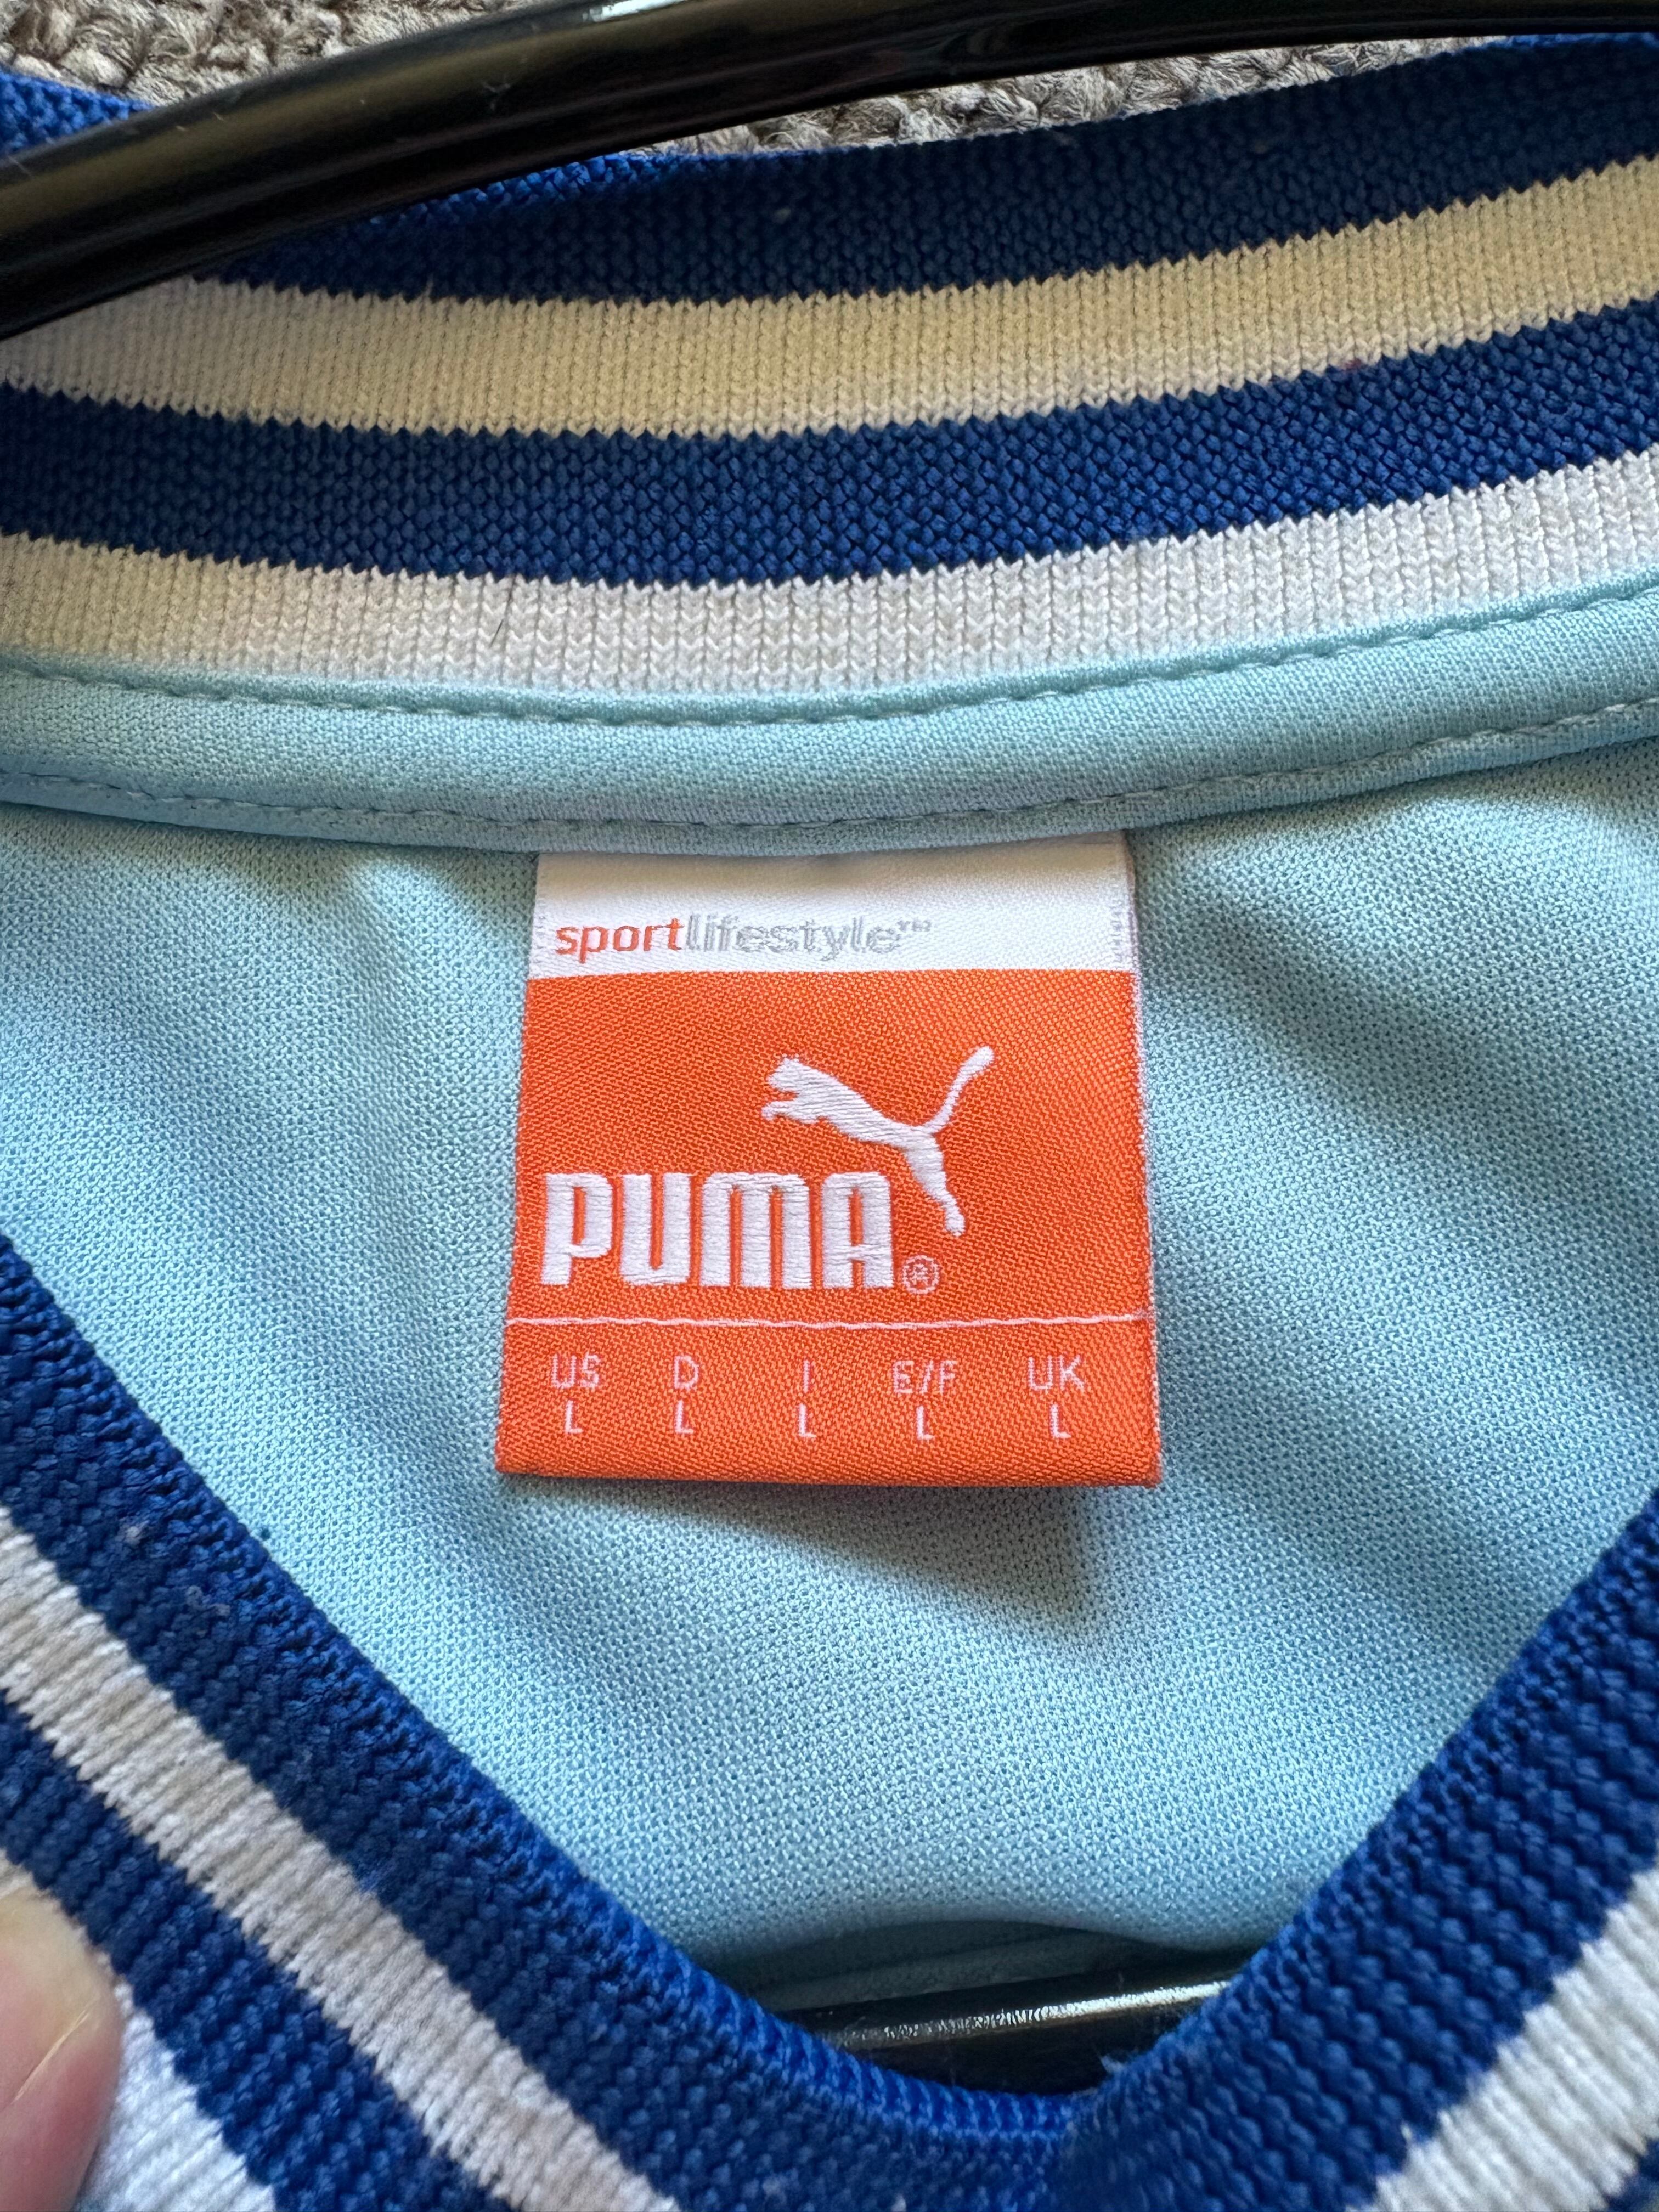 sportlifestyle™
PUMA®
US D I E/F UK
L L L L L